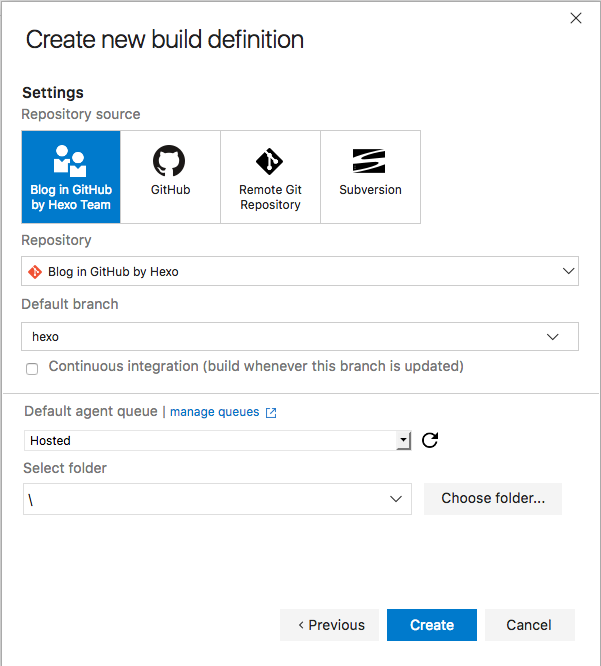 Create new build definition
Settings
Repository source
Blog in GitHub
by Hexo Team
GitHub
Remote Git
Repository
Subversion
Repository
Blog in GitHub by Hexo
Default branch
hexo
Continuous integration (build whenever this branch is updated)
Default agent queue | manage queues
Hosted
Select folder
\
Choose folder...
‹ Previous
Create
Cancel